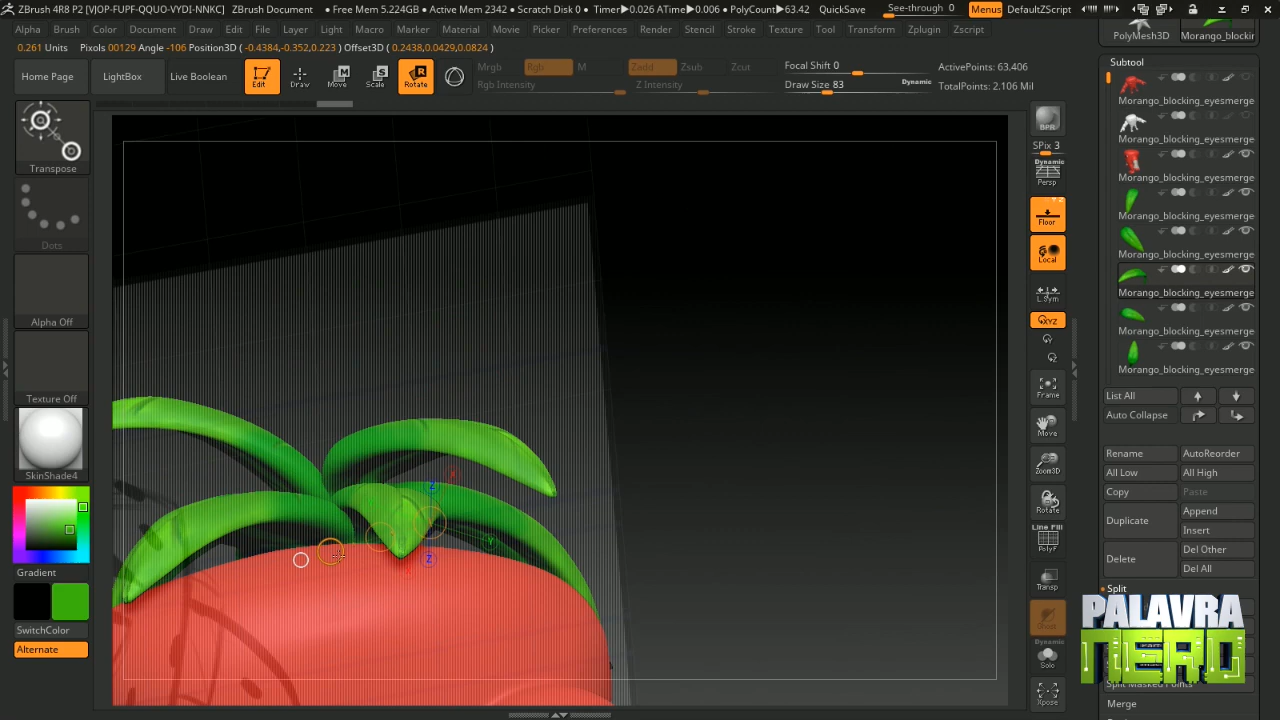 ZBrush 4R8 P2 [VJOP-FUPF-QQUO-VYDI-NNKC] ZBrush Document • Free Mem 5.224GB • Active Mem 2342 • Scratch Disk 0 • Timer▶0.026 ATime▶0.006 • PolyCount▶63.42 QuickSave See-through 0 Menus DefaultZScript
Alpha Brush Color Document Draw Edit File Layer Light Macro Marker Material Movie Picker Preferences Render Stencil Stroke Texture Tool Transform Zplugin Zscript
0.261 Units Pixols 00129 Angle -106 Position3D ( -0.4384,-0.352,0.223 ) Offset3D ( 0.2438,0.0429,0.0824 )
Home Page LightBox Live Boolean Edit Draw Move Scale Rotate
Mrgb Rgb M Zadd Zsub Zcut
Rgb Intensity Z Intensity
Focal Shift 0 ActivePoints: 63,406
Draw Size 83 Dynamic TotalPoints: 2.106 Mil
PolyMesh3D Morango_blockir
Transpose
Dots
Alpha Off
Texture Off
SkinShade4
Gradient
SwitchColor
Alternate
BPR
SPix 3
Dynamic
Persp
Floor
Local
L.Sym
XYZ
Frame
Move
Zoom3D
Rotate
Line Fill
PolyF
Transp
Dynamic
Solo
Xpose
X
Z
Y
Z
Subtool
Morango_blocking_eyesmerge
Morango_blocking_eyesmerge
Morango_blocking_eyesmerge
Morango_blocking_eyesmerge
Morango_blocking_eyesmerge
Morango_blocking_eyesmerge
Morango_blocking_eyesmerge
Morango_blocking_eyesmerge
List All
Auto Collapse
Rename AutoReorder
All Low All High
Copy Paste
Duplicate Append
Insert
Delete Del Other
Del All
Split
PALAVRA
NERD
Split Masked Points
Merge